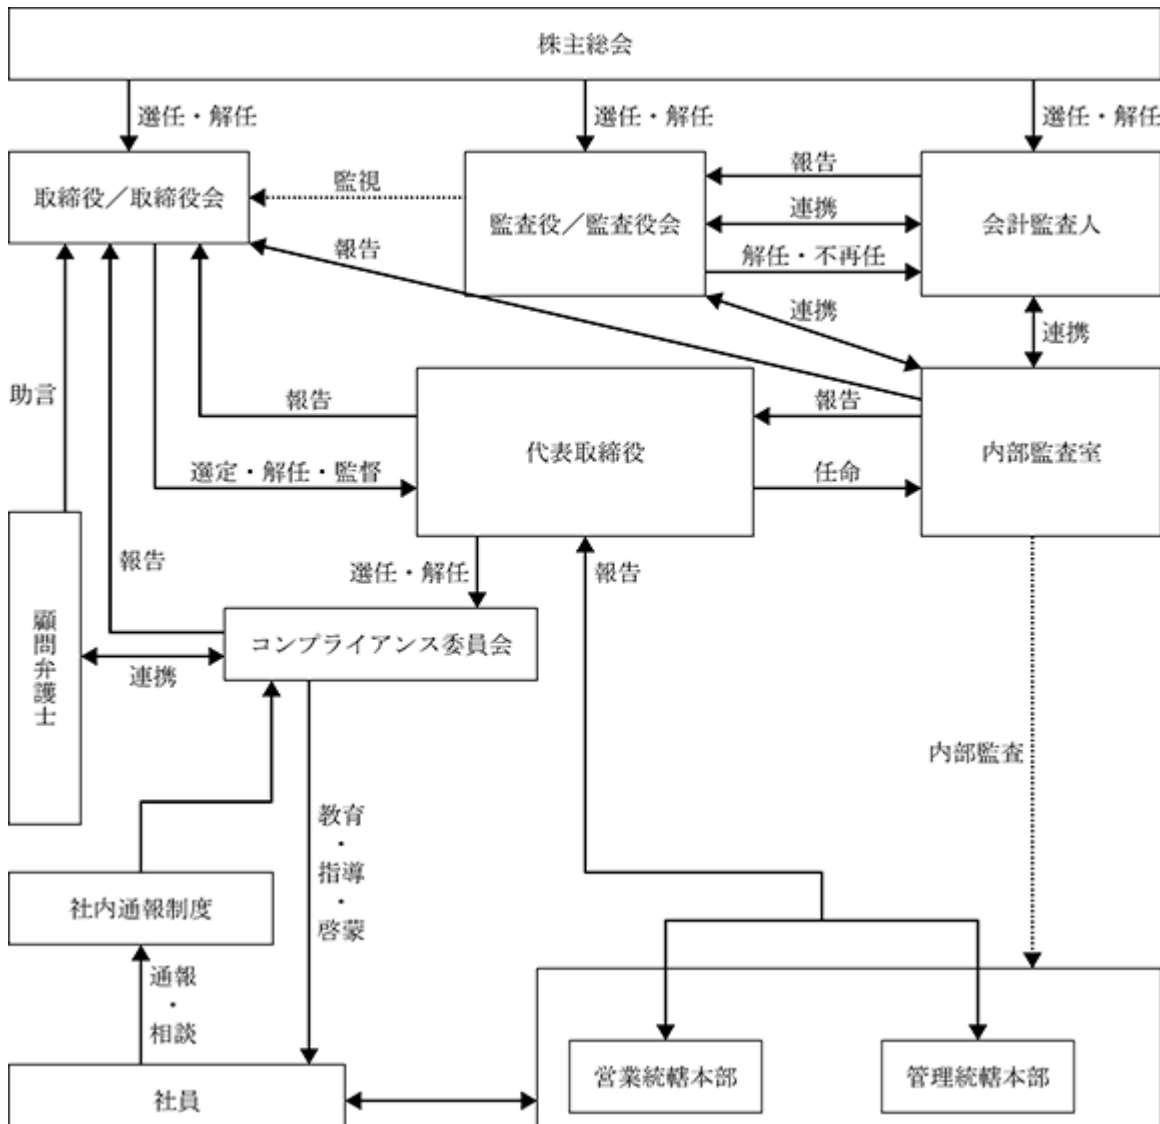 株主総会
選任・解任
選任・解任
選任・解任
取締役／取締役会
監視
監査役／監査役会
報告
連携
解任・不再任
会計監査人
報告
連携
連携
助言
報告
代表取締役
報告
内部監査室
選定・解任・監督
任命
報告
選任・解任
報告
顧問弁護士
コンプライアンス委員会
連携
内部監査
教育・指導・啓蒙
社内通報制度
通報・相談
営業統轄本部
管理統轄本部
社員